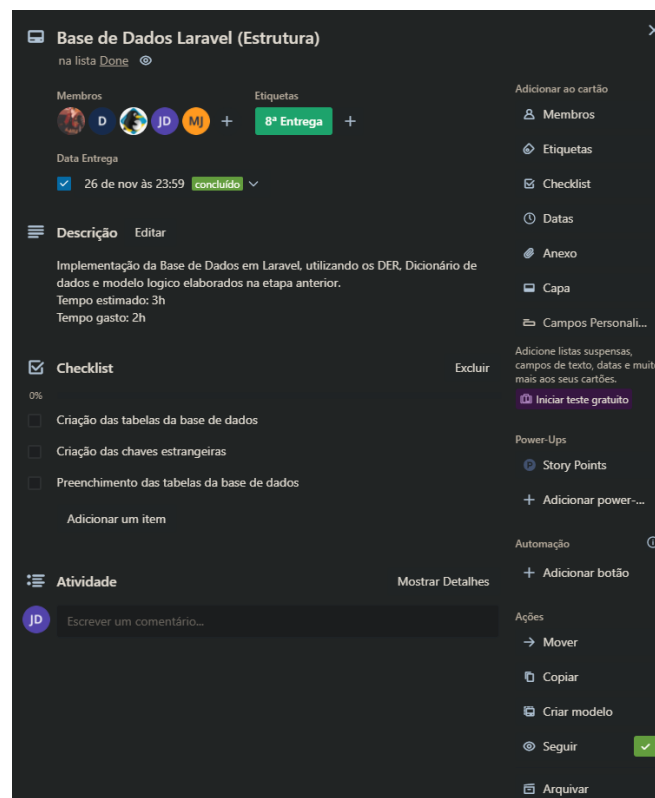 Base de Dados Laravel (Estrutura)
na lista Done
Membros
Etiquetas
D
JD
MJ
8ª Entrega
Data Entrega
26 de nov às 23:59 concluído
Descrição Editar
Implementação da Base de Dados em Laravel, utilizando os DER, Dicionário de
dados e modelo logico elaborados na etapa anterior.
Tempo estimado: 3h
Tempo gasto: 2h
Checklist Excluir
0%
Criação das tabelas da base de dados
Criação das chaves estrangeiras
Preenchimento das tabelas da base de dados
Adicionar um item
Atividade Mostrar Detalhes
JD Escrever um comentário...
Adicionar ao cartão
Membros
Etiquetas
Checklist
Datas
Anexo
Capa
Campos Personali...
Adicione listas suspensas,
campos de texto, datas e muito
mais aos seus cartões.
Iniciar teste gratuito
Power-Ups
Story Points
Adicionar power-...
Automação
Adicionar botão
Ações
Mover
Copiar
Criar modelo
Seguir
Arquivar